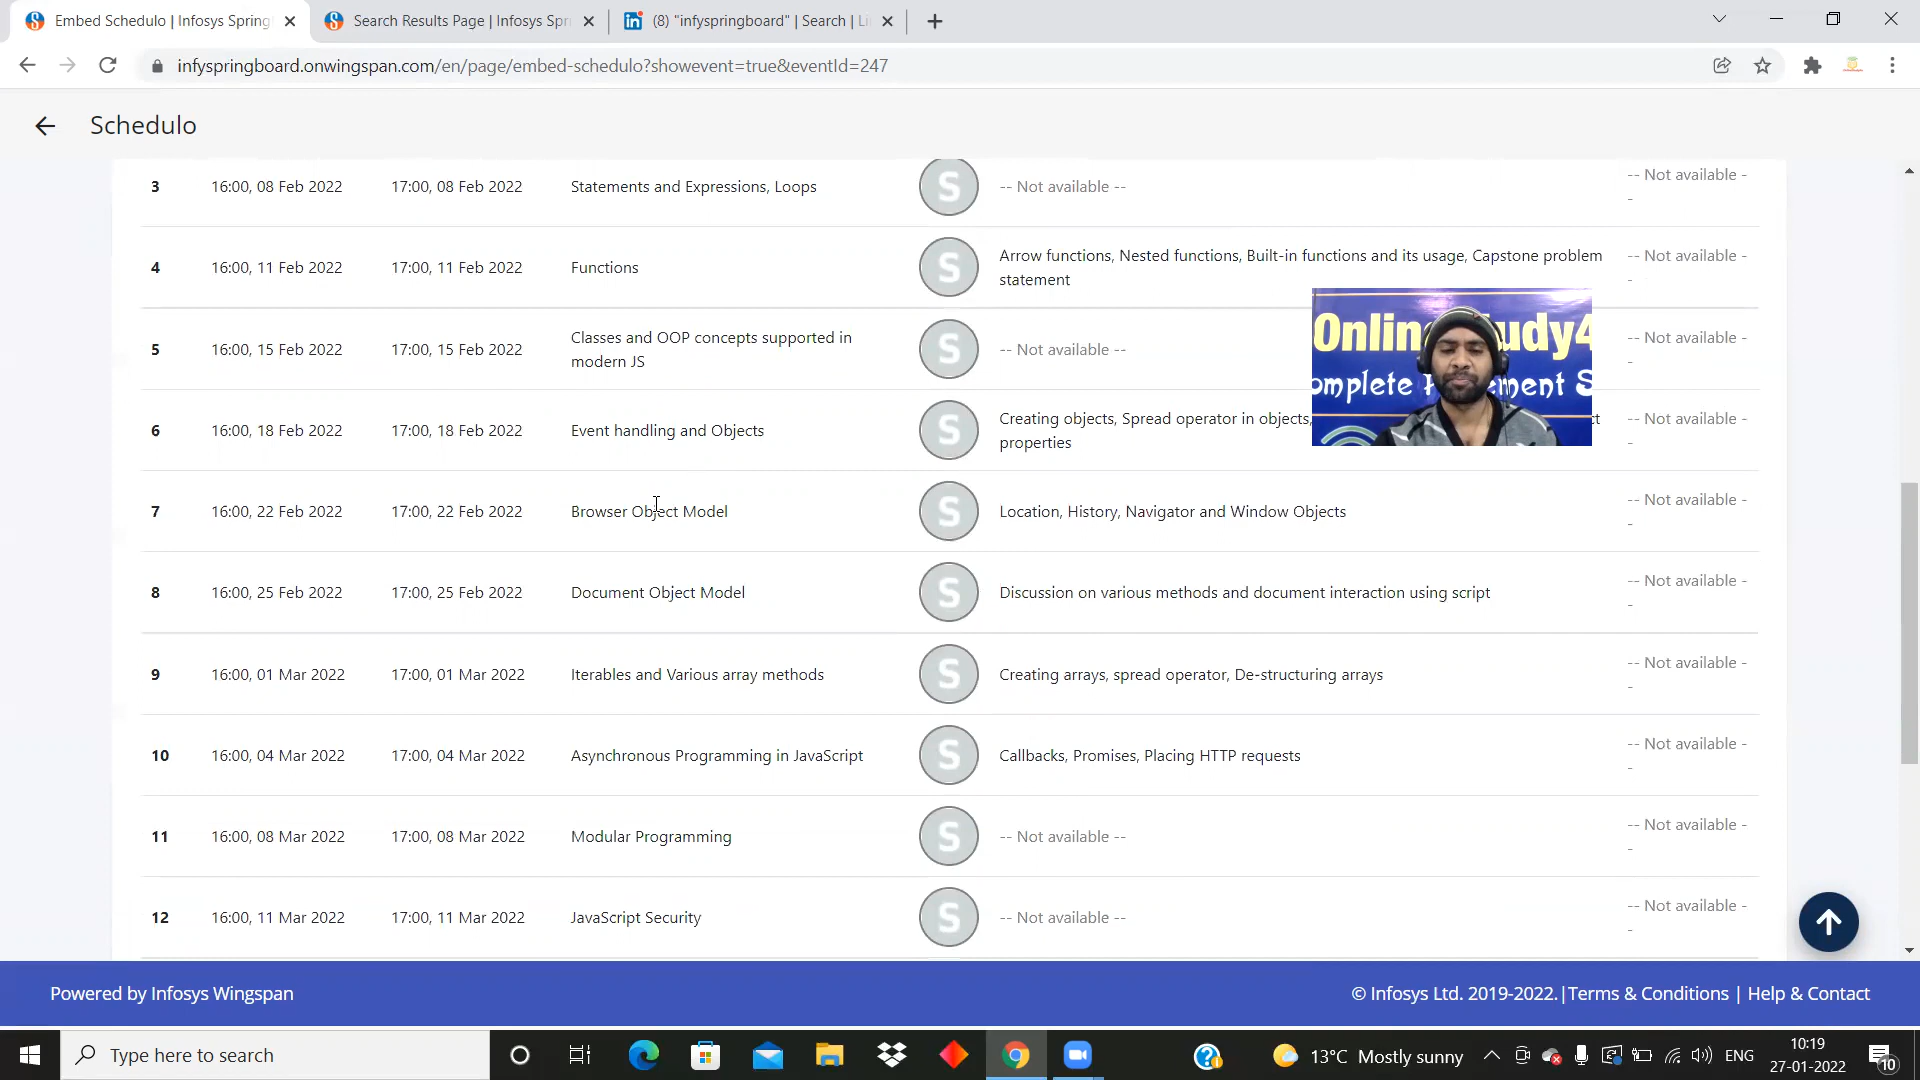 Embed Schedulo | Infosys Spring
Search Results Page | Infosys Spr
(8) "infyspringboard" | Search | Li
infyspringboard.onwingspan.com/en/page/embed-schedulo?showevent=true&eventId=247
Schedulo
3 16:00, 08 Feb 2022 17:00, 08 Feb 2022 Statements and Expressions, Loops S -- Not available -- -- Not available -
-
4 16:00, 11 Feb 2022 17:00, 11 Feb 2022 Functions S Arrow functions, Nested functions, Built-in functions and its usage, Capstone problem -- Not available -
statement -
5 16:00, 15 Feb 2022 17:00, 15 Feb 2022 Classes and OOP concepts supported in S -- Not available -- -- Not available -
modern JS -
Onlin udy4
omplete P ement S
6 16:00, 18 Feb 2022 17:00, 18 Feb 2022 Event handling and Objects S Creating objects, Spread operator in objects, ct -- Not available -
properties -
7 16:00, 22 Feb 2022 17:00, 22 Feb 2022 Browser Object Model S Location, History, Navigator and Window Objects -- Not available -
-
8 16:00, 25 Feb 2022 17:00, 25 Feb 2022 Document Object Model S Discussion on various methods and document interaction using script -- Not available -
-
9 16:00, 01 Mar 2022 17:00, 01 Mar 2022 Iterables and Various array methods S Creating arrays, spread operator, De-structuring arrays -- Not available -
-
10 16:00, 04 Mar 2022 17:00, 04 Mar 2022 Asynchronous Programming in JavaScript S Callbacks, Promises, Placing HTTP requests -- Not available -
-
11 16:00, 08 Mar 2022 17:00, 08 Mar 2022 Modular Programming S -- Not available -- -- Not available -
-
12 16:00, 11 Mar 2022 17:00, 11 Mar 2022 JavaScript Security S -- Not available -- -- Not available -
-
Powered by Infosys Wingspan
© Infosys Ltd. 2019-2022.|Terms & Conditions | Help & Contact
Type here to search
13°C Mostly sunny
ENG
10:19
27-01-2022
10